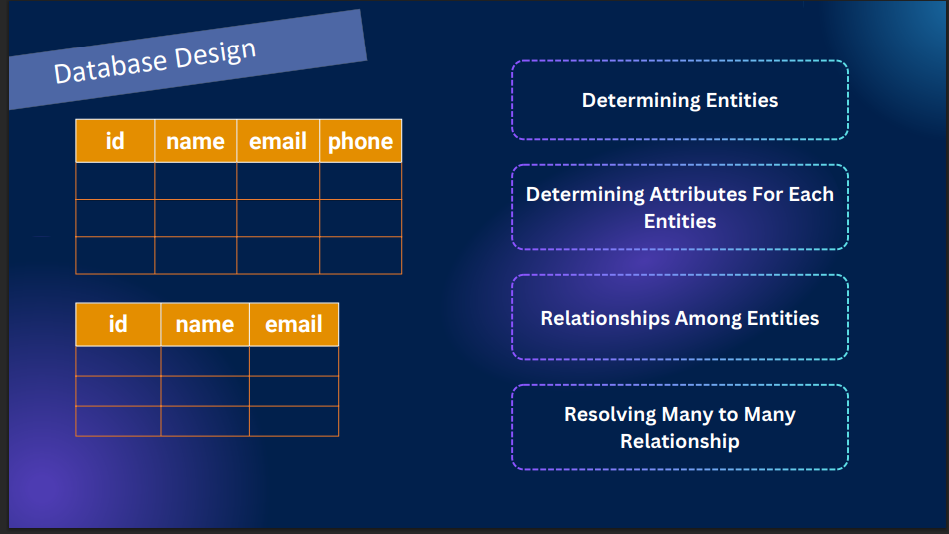 Database Design
id name email phone
id name email
Determining Entities
Determining Attributes For Each
Entities
Relationships Among Entities
Resolving Many to Many
Relationship